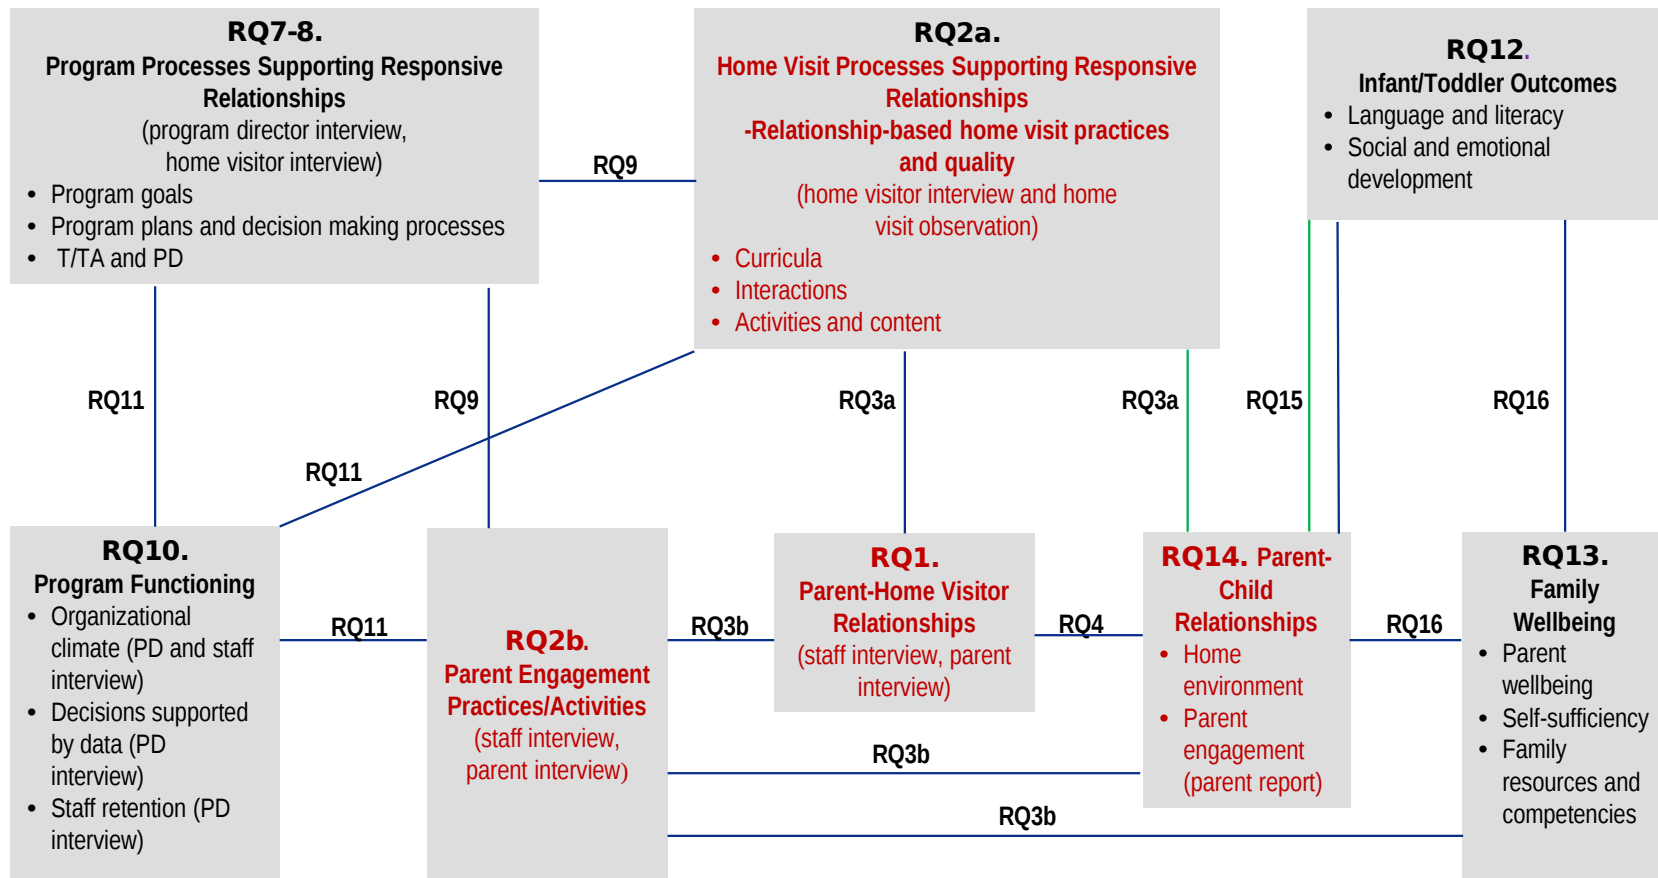 RQ7-8.
Program Processes Supporting Responsive
Relationships
(program director interview,
home visitor interview)
• Program goals
• Program plans and decision making processes
• T/TA and PD
RQ9
RQ2a.
Home Visit Processes Supporting Responsive
Relationships
-Relationship-based home visit practices
and quality
(home visitor interview and home
visit observation)
• Curricula
• Interactions
• Activities and content
RQ12.
Infant/Toddler Outcomes
• Language and literacy
• Social and emotional
development
RQ11
RQ9
RQ3a
RQ3a
RQ15
RQ16
RQ11
RQ10.
Program Functioning
• Organizational
climate (PD and staff
interview)
• Decisions supported
by data (PD
interview)
• Staff retention (PD
interview)
RQ11
RQ2b.
Parent Engagement
Practices/Activities
(staff interview,
parent interview)
RQ3b
RQ1.
Parent-Home Visitor
Relationships
(staff interview, parent
interview)
RQ4
RQ14. Parent-
Child
Relationships
• Home
environment
• Parent
engagement
(parent report)
RQ16
RQ13.
Family
Wellbeing
• Parent
wellbeing
• Self-sufficiency
• Family
resources and
competencies
RQ3b
RQ3b